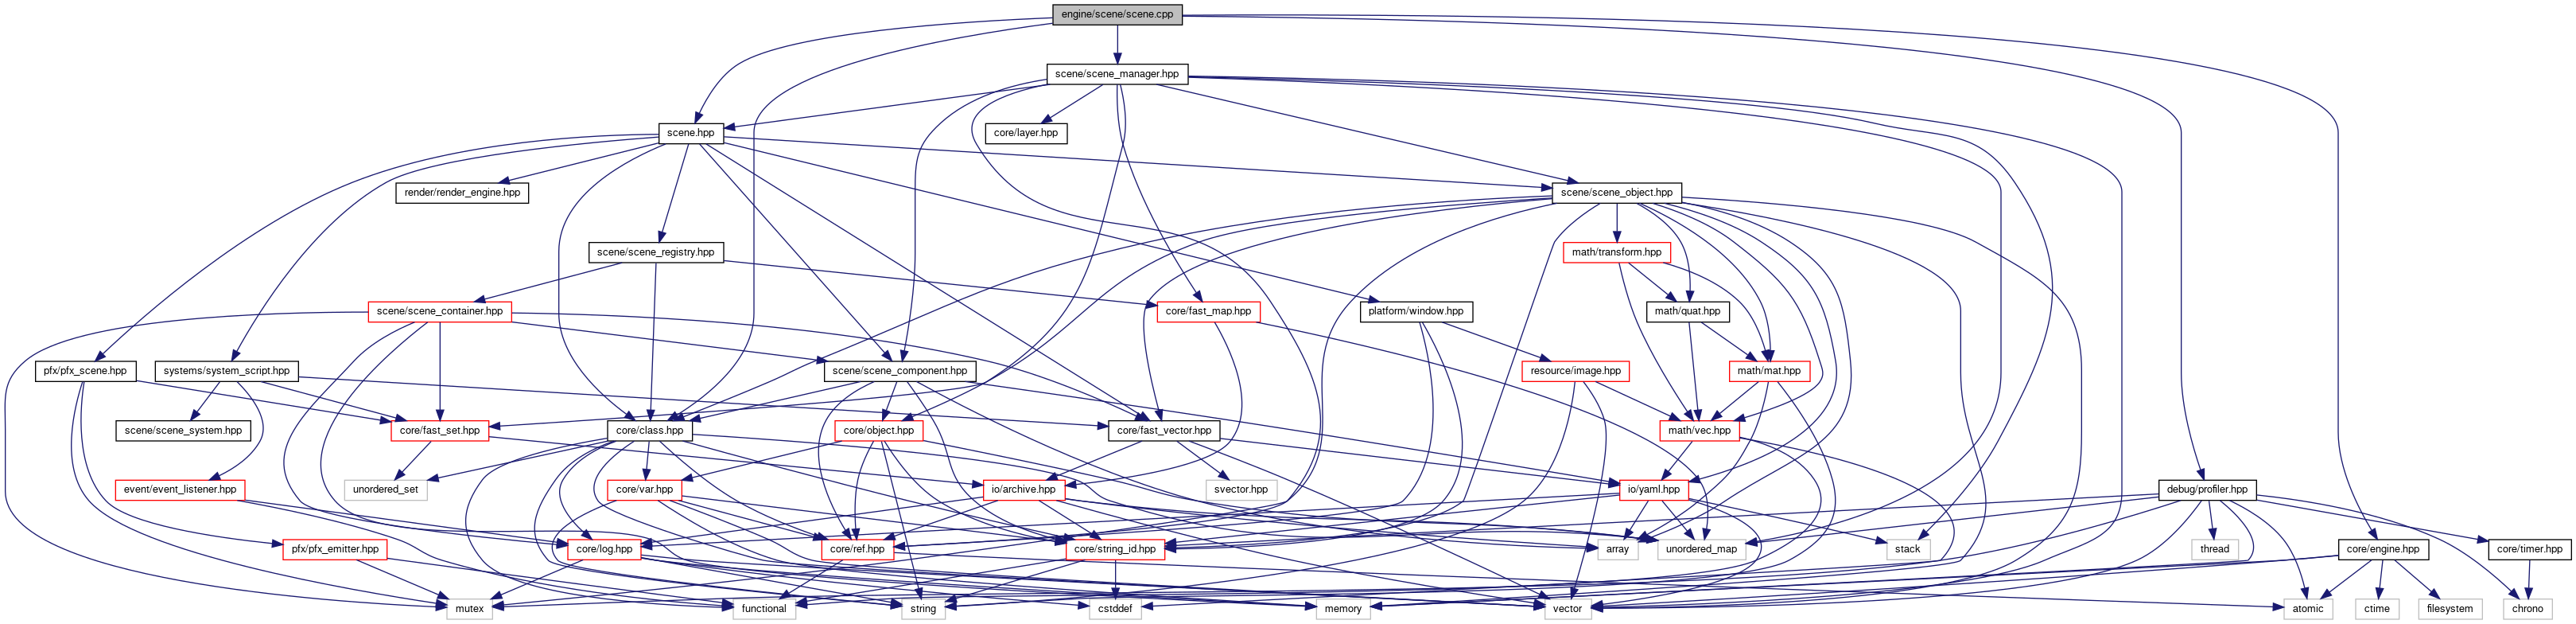 engine/scene/scene.cpp
scene/scene_manager.hpp
scene.hpp
core/layer.hpp
render/render_engine.hpp
scene/scene_object.hpp
scene/scene_registry.hpp
math/transform.hpp
scene/scene_container.hpp
core/fast_map.hpp
platform/window.hpp
math/quat.hpp
pfx/pfx_scene.hpp
systems/system_script.hpp
scene/scene_component.hpp
resource/image.hpp
math/mat.hpp
scene/scene_system.hpp
core/fast_set.hpp
core/class.hpp
core/object.hpp
core/fast_vector.hpp
math/vec.hpp
event/event_listener.hpp
unordered_set
core/var.hpp
io/archive.hpp
svector.hpp
io/yaml.hpp
debug/profiler.hpp
pfx/pfx_emitter.hpp
core/log.hpp
core/ref.hpp
core/string_id.hpp
array
unordered_map
stack
thread
core/engine.hpp
core/timer.hpp
mutex
functional
string
cstddef
memory
vector
atomic
ctime
filesystem
chrono